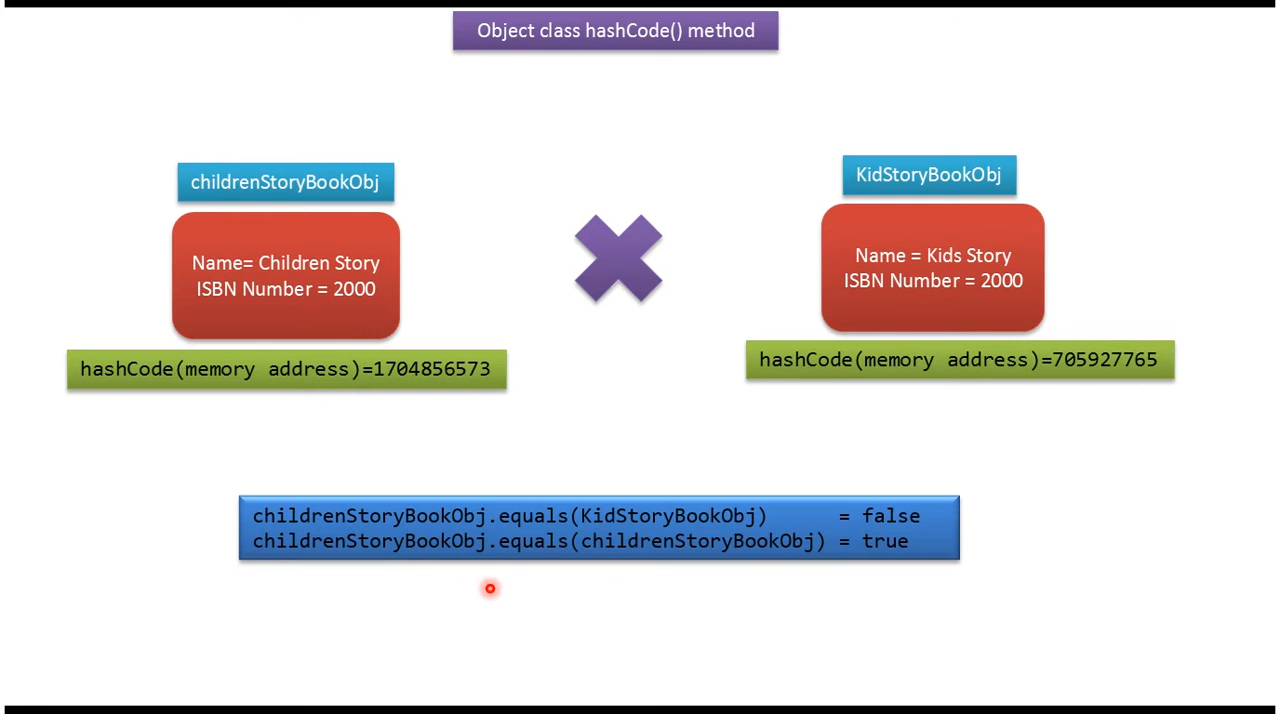 Object class hashCode() method
childrenStoryBookObj
Name= Children Story
ISBN Number = 2000
hashCode(memory address)=1704856573
KidStoryBookObj
Name = Kids Story
ISBN Number = 2000
hashCode(memory address)=705927765
childrenStoryBookObj.equals(KidStoryBookObj) = false
childrenStoryBookObj.equals(childrenStoryBookObj) = true